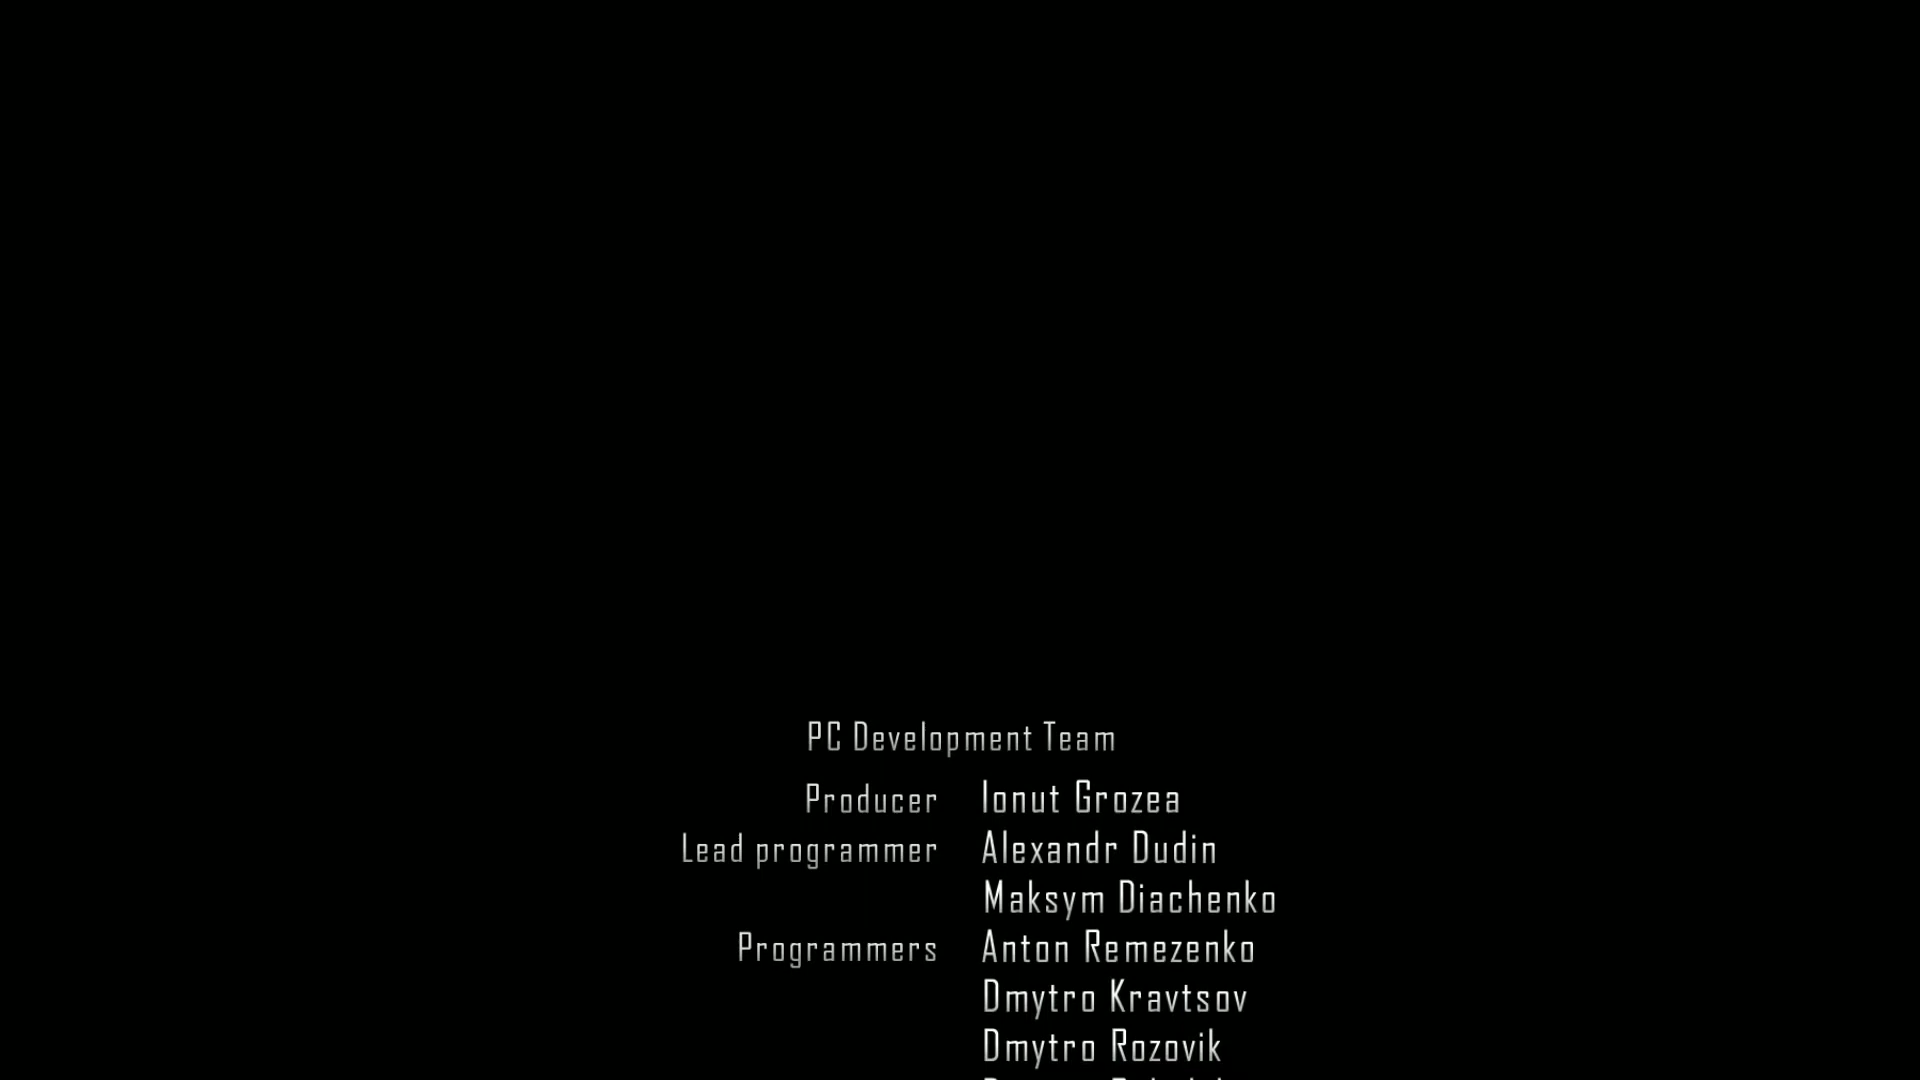 PC Development Team
Producer Ionut Grozea
Lead programmer Alexandr Dudin
Maksym Diachenko
Programmers Anton Remezenko
Dmytro Kravtsov
Dmytro Rozovik